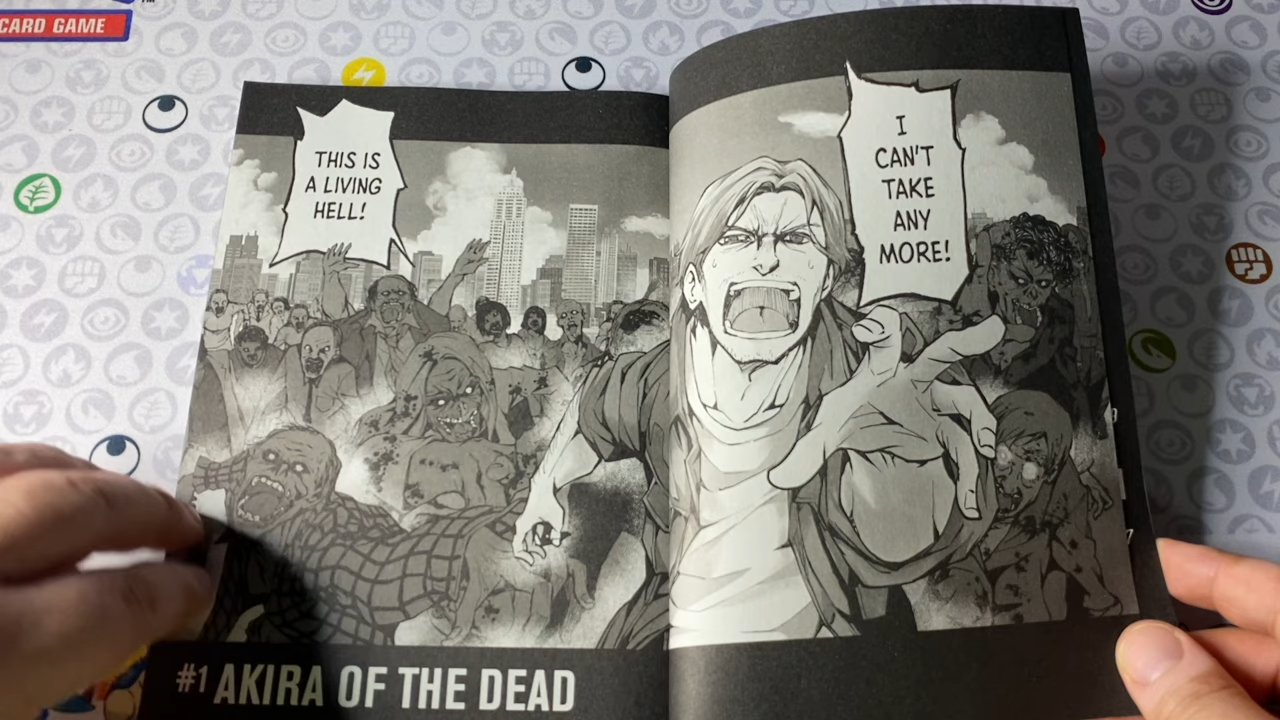 CARD GAME
THIS IS
A LIVING
HELL!
I
CAN'T
TAKE
ANY
MORE!
#1 AKIRA OF THE DEAD